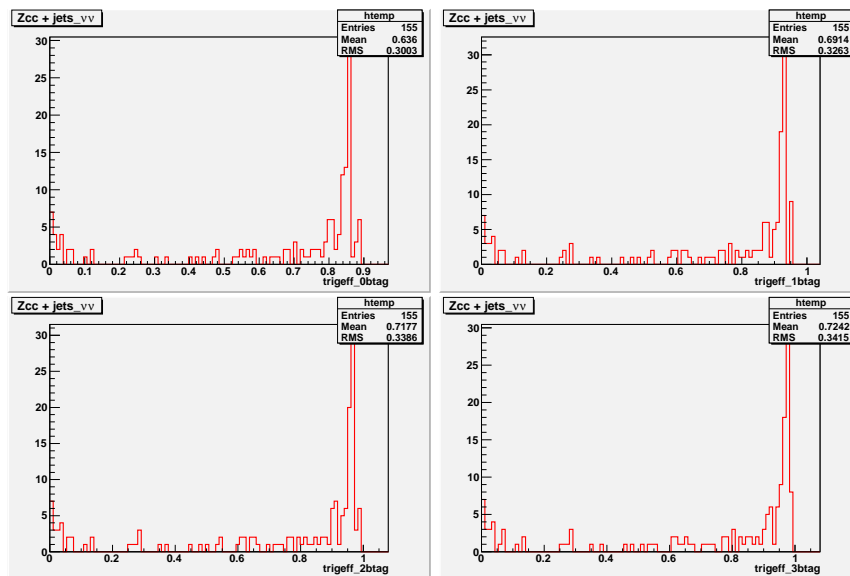 Zcc + jets_νν
htemp
Entries 155
Mean 0.636
RMS 0.3003
30
25
20
15
10
5
0
0 0.1 0.2 0.3 0.4 0.5 0.6 0.7 0.8 0.9
trigeff_0btag
Zcc + jets_νν
htemp
Entries 155
Mean 0.6914
RMS 0.3263
30
25
20
15
10
5
0
0 0.2 0.4 0.6 0.8 1
trigeff_1btag
Zcc + jets_νν
htemp
Entries 155
Mean 0.7177
RMS 0.3386
30
25
20
15
10
5
0
0 0.2 0.4 0.6 0.8 1
trigeff_2btag
Zcc + jets_νν
htemp
Entries 155
Mean 0.7242
RMS 0.3415
30
25
20
15
10
5
0
0 0.2 0.4 0.6 0.8 1
trigeff_3btag